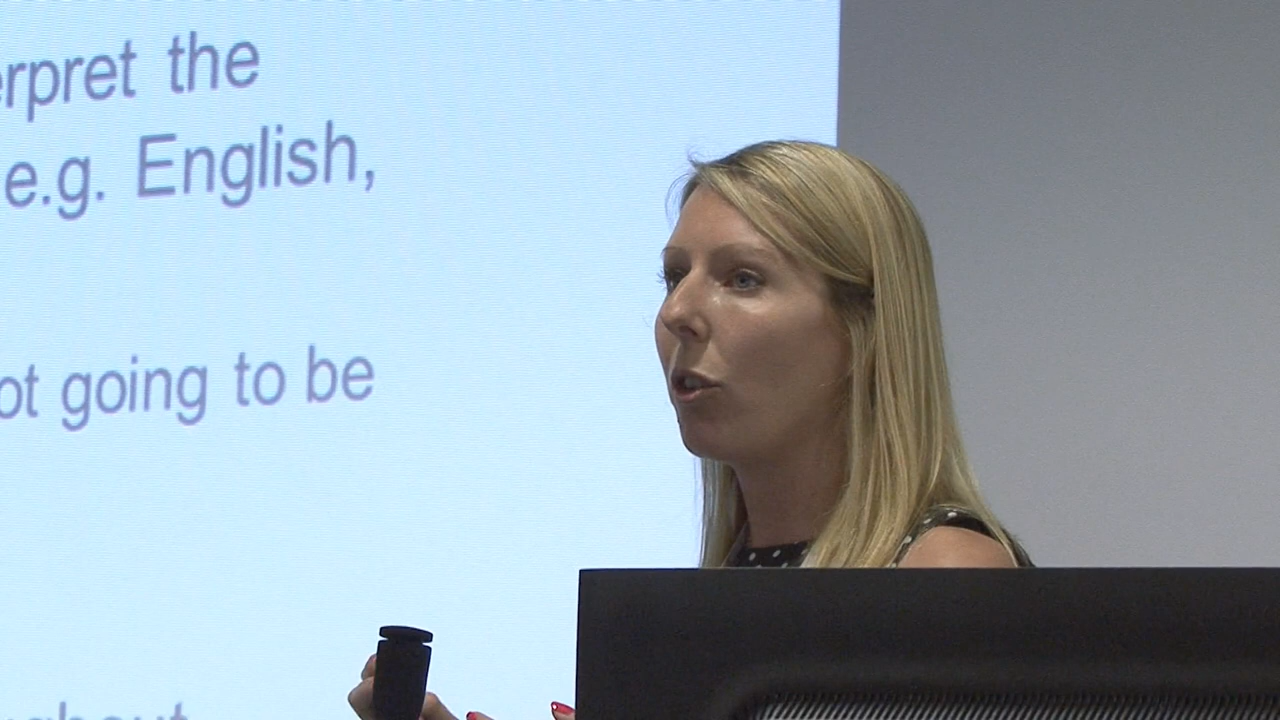 erpret the
e.g. English,
ot going to be